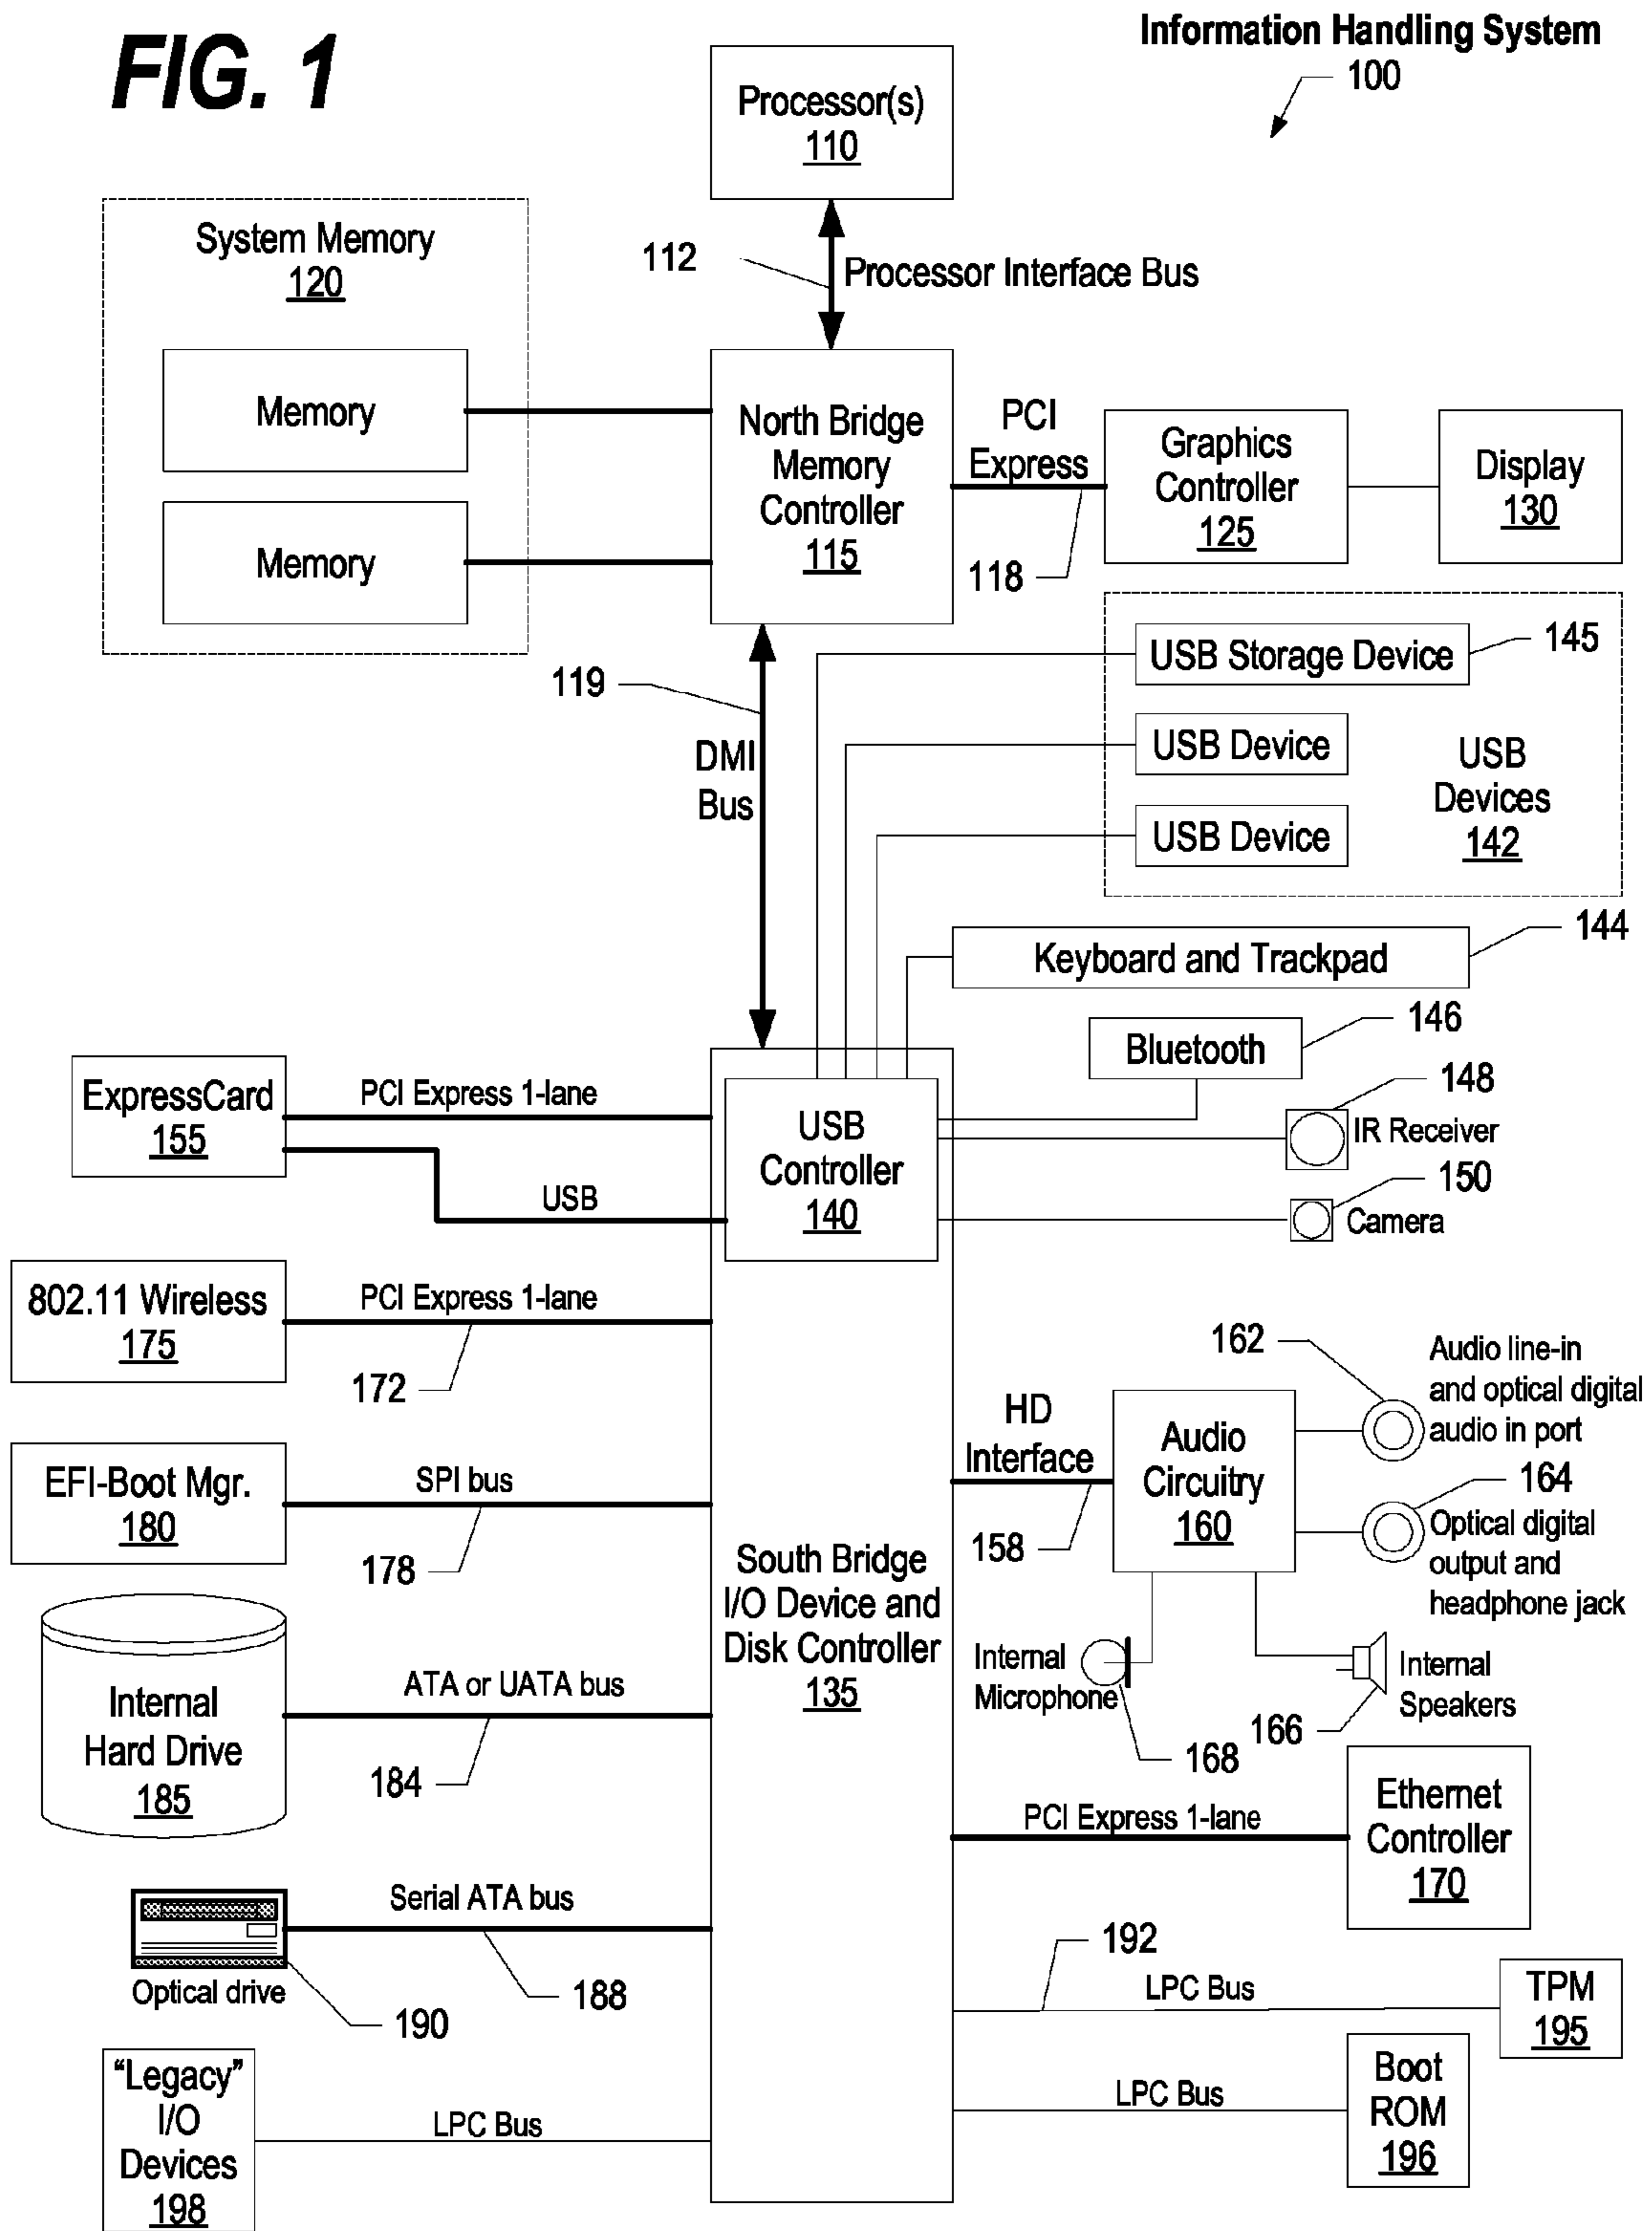 FIG. 1
Information Handling System
100
Processor(s)
110
System Memory
120
112
Processor Interface Bus
Memory
Memory
North Bridge
Memory
Controller
115
PCI
Express
118
Graphics
Controller
125
Display
130
119
DMI
Bus
USB Storage Device
145
USB Device
USB Device
USB
Devices
142
Keyboard and Trackpad
144
Bluetooth
146
148
IR Receiver
150
Camera
ExpressCard
155
PCI Express 1-lane
USB
USB
Controller
140
802.11 Wireless
175
PCI Express 1-lane
172
EFI-Boot Mgr.
180
SPI bus
178
South Bridge
I/O Device and
Disk Controller
135
HD
Interface
158
Audio
Circuitry
160
162
Audio line-in
and optical digital
audio in port
164
Optical digital
output and
headphone jack
Internal
Microphone
168
166
Internal
Speakers
Internal
Hard Drive
185
ATA or UATA bus
184
PCI Express 1-lane
Ethernet
Controller
170
Serial ATA bus
188
Optical drive
190
192
LPC Bus
TPM
195
"Legacy"
I/O
Devices
198
LPC Bus
LPC Bus
Boot
ROM
196